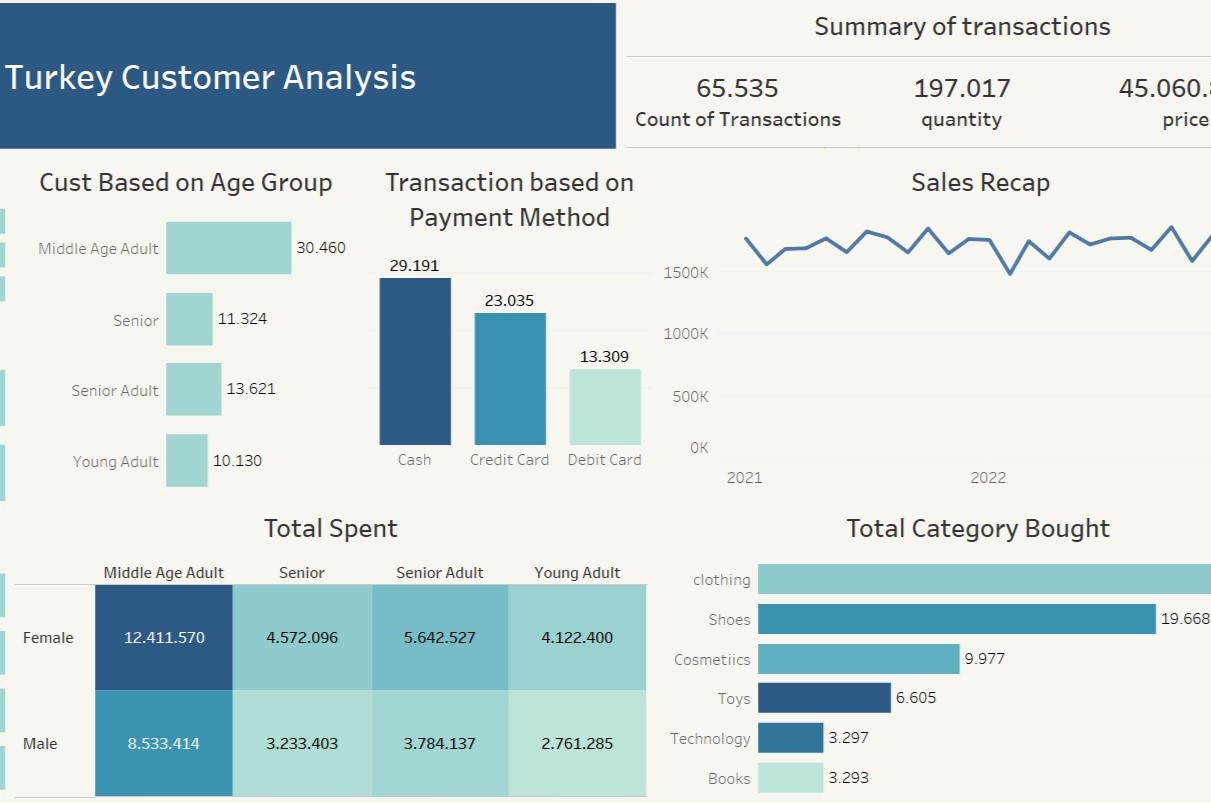 Turkey Customer Analysis
Summary of transactions
65.535
Count of Transactions
197.017
quantity
45.060.
price
Cust Based on Age Group
Middle Age Adult 30.460
Senior 11.324
Senior Adult 13.621
Young Adult 10.130
Transaction based on
Payment Method
29.191
23.035
13.309
Cash Credit Card Debit Card
Sales Recap
1500K
1000K
500K
0K
2021 2022
Total Spent
Middle Age Adult Senior Senior Adult Young Adult
Female 12.411.570 4.572.096 5.642.527 4.122.400
Male 8.533.414 3.233.403 3.784.137 2.761.285
Total Category Bought
clothing
Shoes 19.668
Cosmetiics 9.977
Toys 6.605
Technology 3.297
Books 3.293